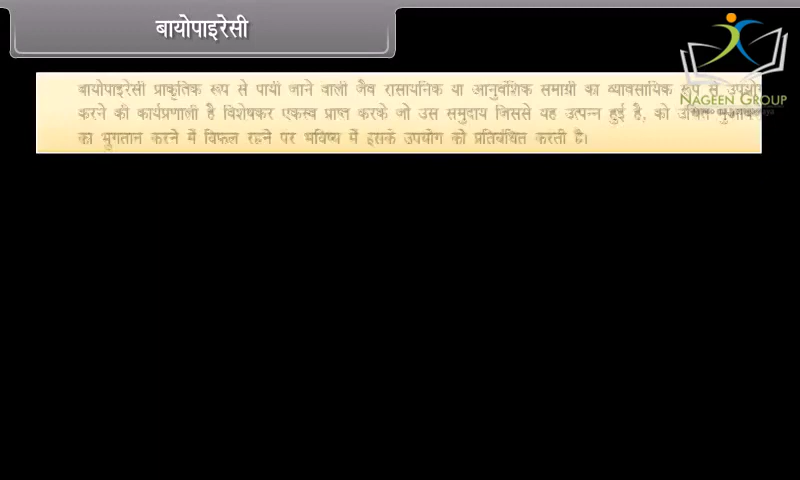 बायोपाइरेसी
बायोपाइरेसी प्राकृतिक रूप से पायी जाने वाली जैव रासायनिक या आनुवंशिक समाग्री का व्यावसायिक रूप से उपयोग
करने की कार्यप्रणाली है विशेषकर एकस्व प्राप्त करके जो उस समुदाय जिससे यह उत्पन्न हुई है, को उचित
का भुगतान करने में विफल रहने पर भविष्य में इसके उपयोग को प्रतिबंधित करती है।
NAGEEN GROUP